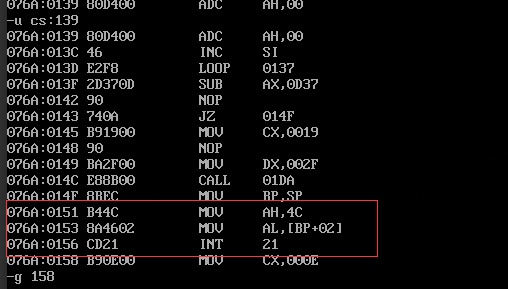 076A:0139 80D400 ADC AH,00
-u cs:139
076A:0139 80D400 ADC AH,00
076A:013C 46 INC SI
076A:013D E2F8 LOOP 0137
076A:013F 2D370D SUB AX,0D37
076A:0142 90 NOP
076A:0143 740A JZ 014F
076A:0145 B91900 MOV CX,0019
076A:0148 90 NOP
076A:0149 BA2F00 MOV DX,002F
076A:014C E88B00 CALL 01DA
076A:014F 8BEC MOV BP,SP
076A:0151 B44C MOV AH,4C
076A:0153 8A4602 MOV AL,[BP+02]
076A:0156 CD21 INT 21
076A:0158 B90E00 MOV CX,000E
-g 158